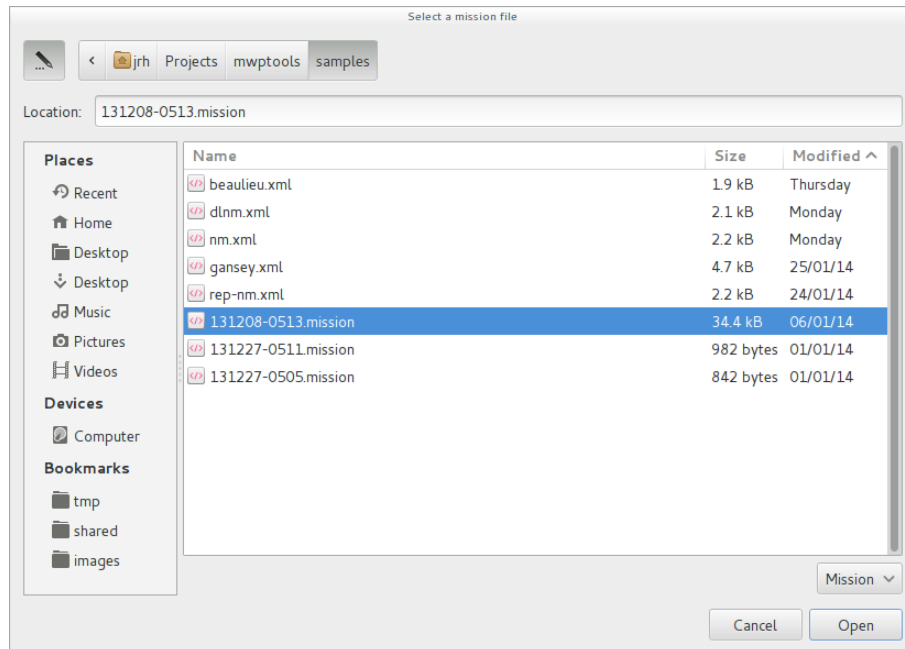 Select a mission file
jrh Projects mwptools samples
Location: 131208-0513.mission
Places
Recent
Home
Desktop
Desktop
Music
Pictures
Videos
Devices
Computer
Bookmarks
tmp
shared
images
Name Size Modified
beaulieu.xml 1.9 kB Thursday
dlnm.xml 2.1 kB Monday
nm.xml 2.2 kB Monday
gansey.xml 4.7 kB 25/01/14
rep-nm.xml 2.2 kB 24/01/14
131208-0513.mission 34.4 kB 06/01/14
131227-0511.mission 982 bytes 01/01/14
131227-0505.mission 842 bytes 01/01/14
Mission
Cancel Open